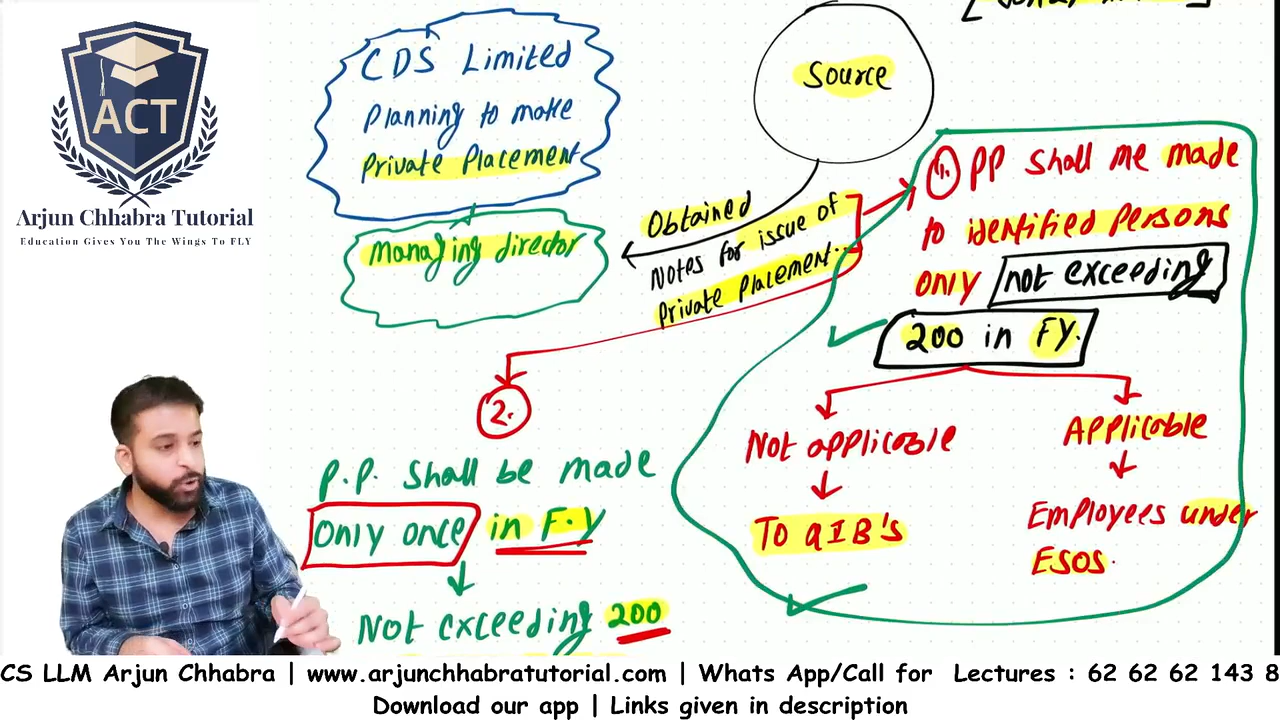 ACT
Arjun Chhabra Tutorial
Education Gives You The Wings To FLY
CDS Limited
Planning to make
Private Placement
Managing director
Source
Obtained
Notes for issue of
Private Placement..
1. PP Shall me made
to identified Persons
only not exceeding
200 in FY.
Not applicable
To QIB's
Applicable
Employees under
ESOS.
2.
P.P. Shall be made
Only once in F.Y
Not exceeding 200
CS LLM Arjun Chhabra | www.arjunchhabratutorial.com | Whats App/Call for Lectures : 62 62 62 143 8
Download our app | Links given in description